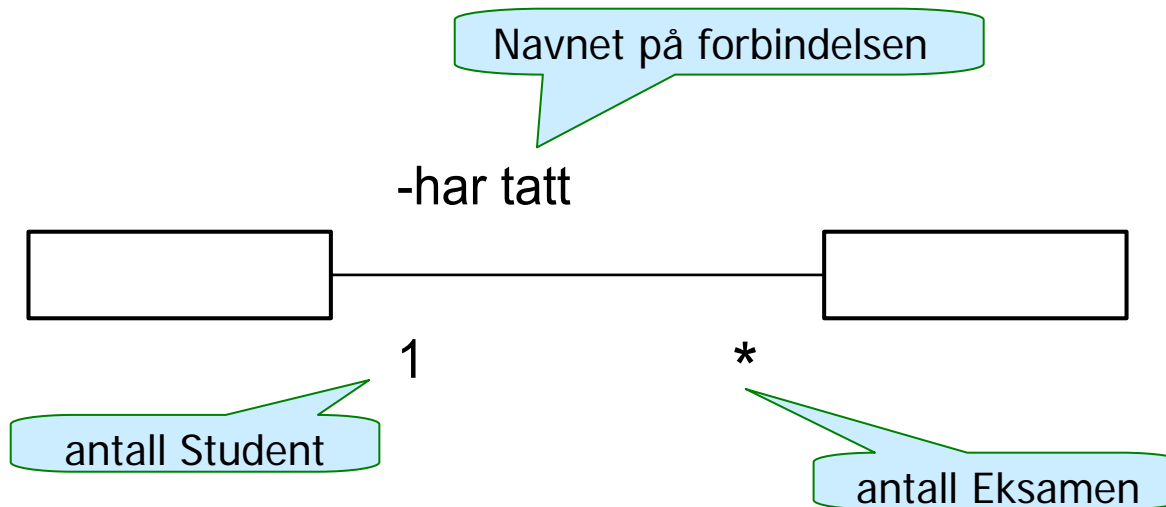 Navnet på forbindelsen
-har tatt
1 *
antall Student
antall Eksamen